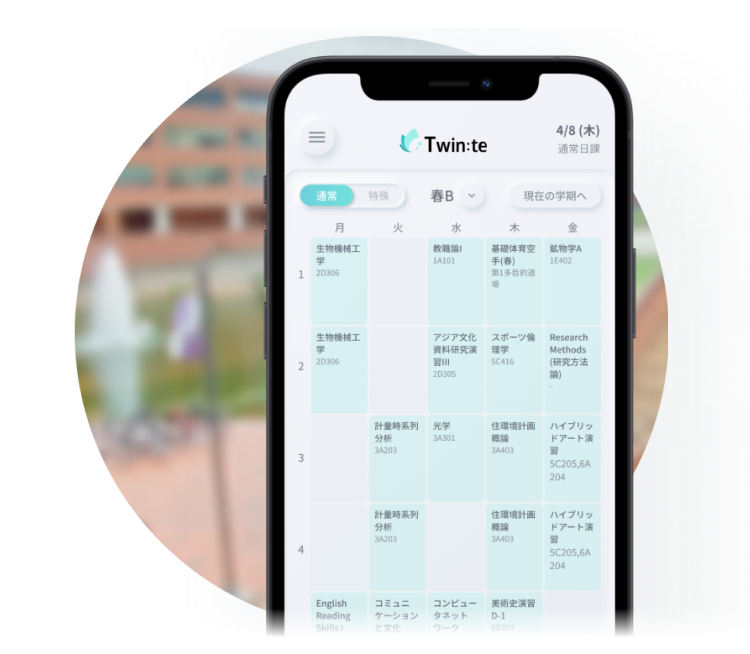 Twin:te
4/8 (木)
通常日課
通常
特殊
春B
現在の学期へ
月
火
水
木
金
1
生物機械工
学
2D306
教職論I
1A101
基礎体育空
手(春)
第1多目的道
場
鉱物学A
1E402
2
生物機械工
学
2D306
アジア文化
資料研究演
習III
2D305
スポーツ倫
理学
5C416
Research
Methods
(研究方法
論)
-
3
計量時系列
分析
3A203
光学
3A301
住環境計画
概論
3A403
ハイブリッ
ドアート演
習
5C205,6A
204
4
計量時系列
分析
3A203
住環境計画
概論
3A403
ハイブリッ
ドアート演
習
5C205,6A
204
English
Reading
Skills I
コミュニ
ケーション
と文化
コンピュー
タネット
ワーク
美術史演習
D-1